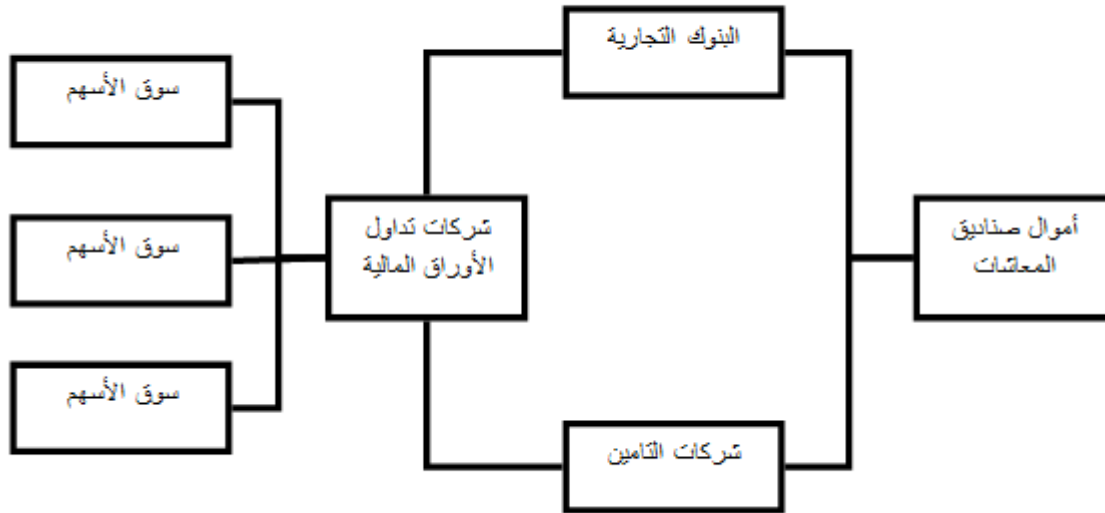 البنوك التجارية
سوق الأسهم
أموال صناديق
المعاشات
شركات تداول
الأوراق المالية
سوق الأسهم
سوق الأسهم
شركات التامين